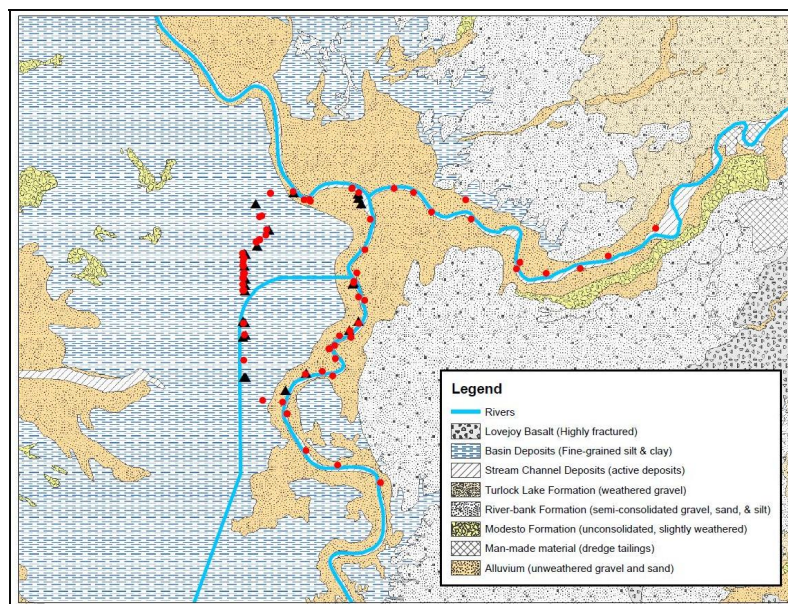 Legend
Rivers
Lovejoy Basalt (Highly fractured)
Basin Deposits (Fine-grained silt & clay)
Stream Channel Deposits (active deposits)
Turlock Lake Formation (weathered gravel)
River-bank Formation (semi-consolidated gravel, sand, & silt)
Modesto Formation (unconsolidated, slightly weathered)
Man-made material (dredge tailings)
Alluvium (unweathered gravel and sand)